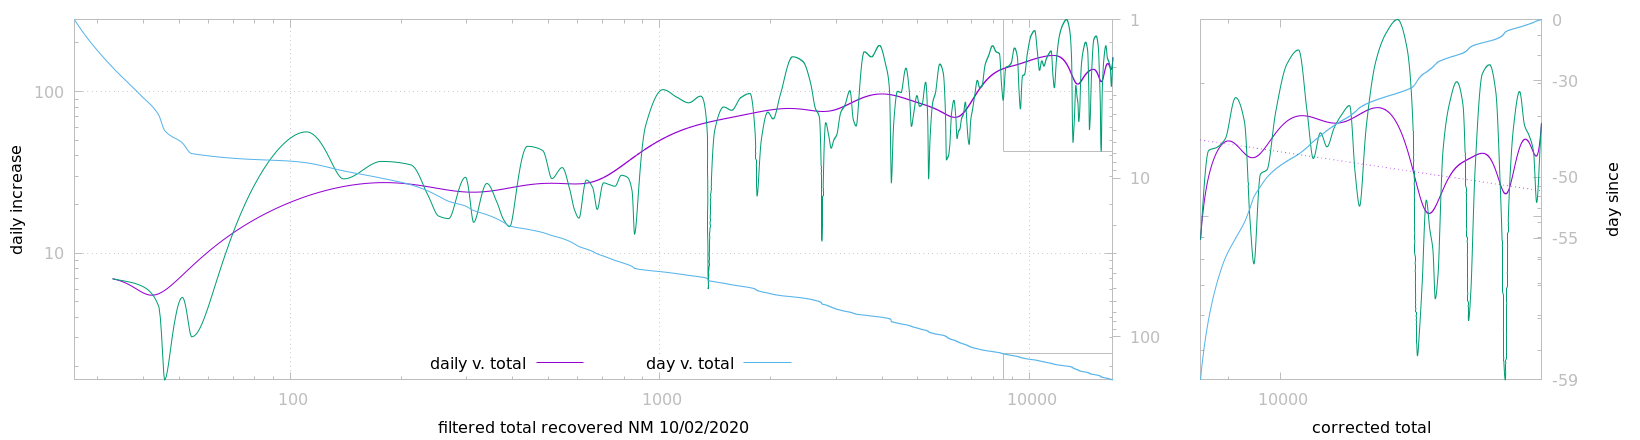 daily increase
100
10
daily v. total
day v. total
1
10
100
100
1000
10000
filtered total recovered NM 10/02/2020
0
-30
-50
-55
-59
day since
10000
corrected total